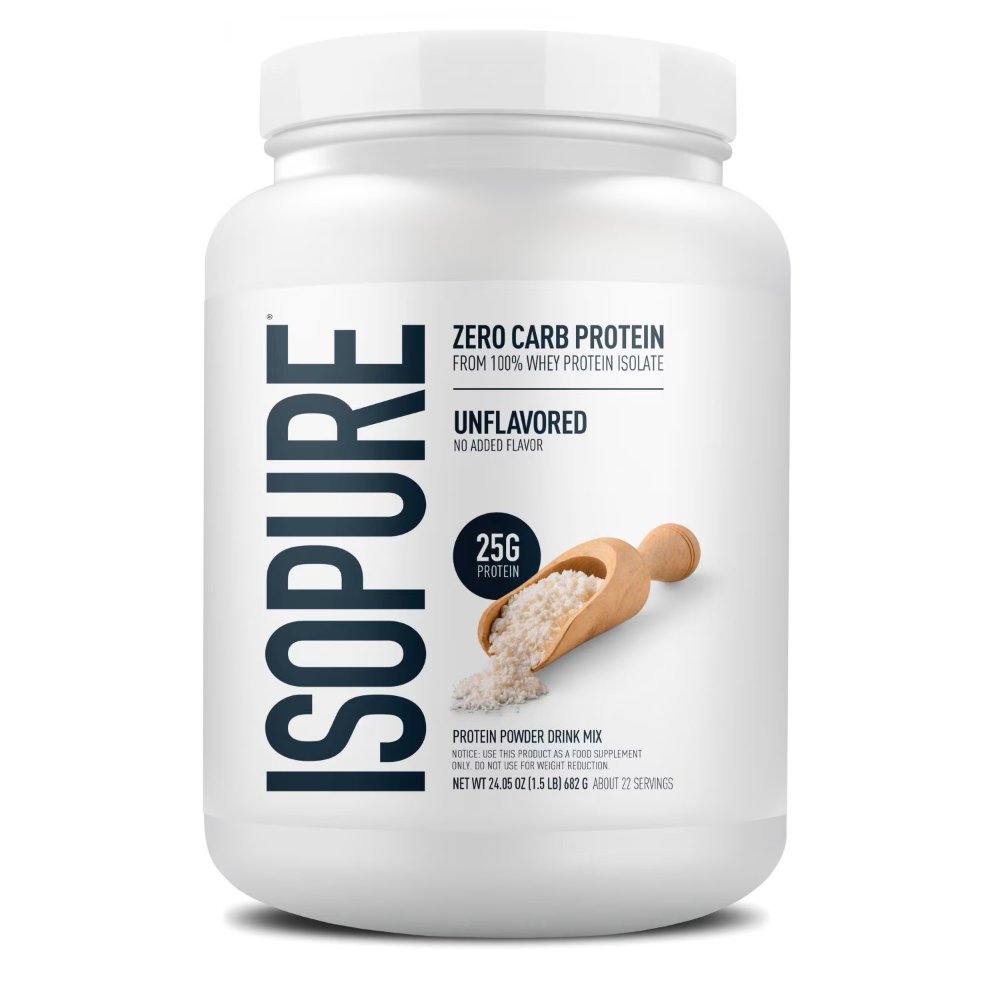 ISOPURE®
ZERO CARB PROTEIN
FROM 100% WHEY PROTEIN ISOLATE
UNFLAVORED
NO ADDED FLAVOR
25G
PROTEIN
PROTEIN POWDER DRINK MIX
NOTICE: USE THIS PRODUCT AS A FOOD SUPPLEMENT
ONLY. DO NOT USE FOR WEIGHT REDUCTION.
NET WT 24.05 OZ (1.5 LB) 682 G ABOUT 22 SERVINGS